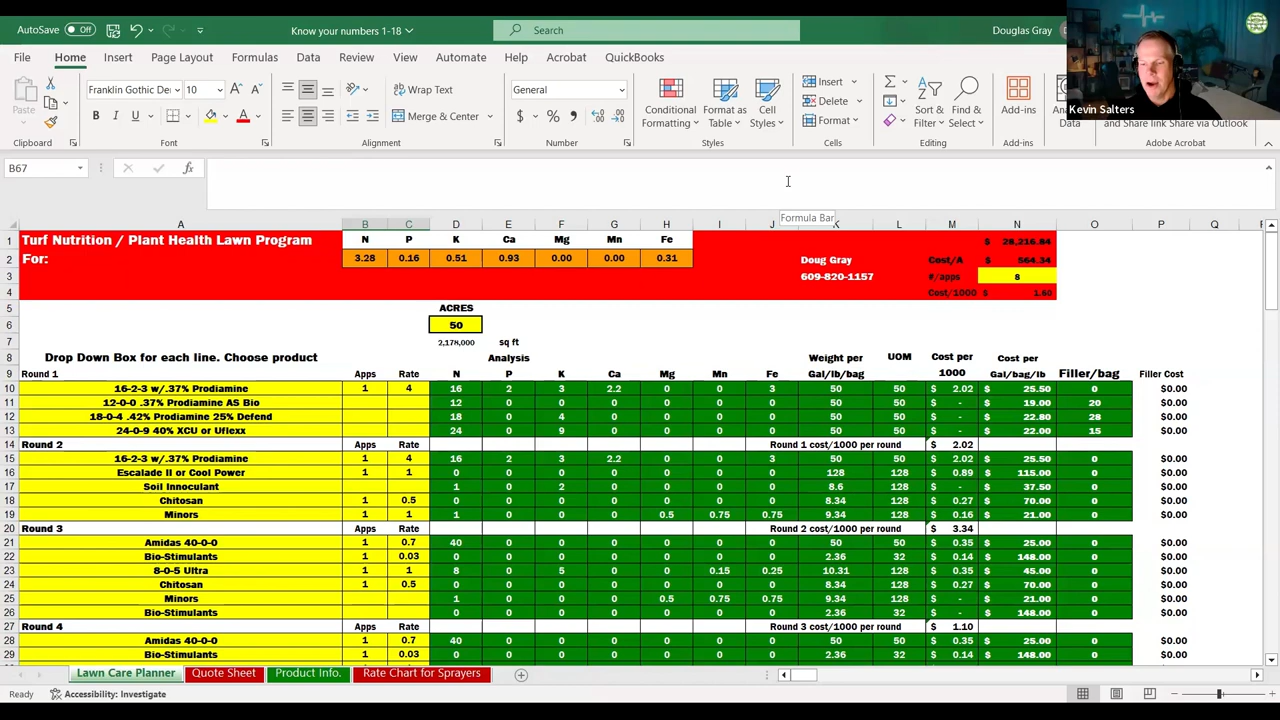 AutoSave Off Know your numbers 1-18 Search Douglas Gray
File Home Insert Page Layout Formulas Data Review View Automate Help Acrobat QuickBooks
Kevin Salters
Paste Franklin Gothic De 10 Wrap Text General Conditional Formatting Format as Table Cell Styles Insert Sort & Filter Find & Select Add-ins
B I U Merge & Center $ % Delete Format and Share link Share via Outlook
Clipboard Font Alignment Number Styles Cells Editing Add-ins Adobe Acrobat
B67 fx
Formula Bar
A B C D E F G H I J K L M N O P Q
1 Turf Nutrition / Plant Health Lawn Program N P K Ca Mg Mn Fe $ 28,216.84
2 For: 3.28 0.16 0.51 0.93 0.00 0.00 0.31 Doug Gray Cost/A $ 564.34
3 609-820-1157 #/apps 8
4 Cost/1000 $ 1.60
5 ACRES
6 50
7 2,178,000 sq ft
8 Drop Down Box for each line. Choose product Analysis Weight per UOM Cost per Cost per
9 Round 1 Apps Rate N P K Ca Mg Mn Fe Gal/lb/bag 1000 Gal/bag/lb Filler/bag Filler Cost
10 16-2-3 w/.37% Prodiamine 1 4 16 2 3 2.2 0 0 3 50 50 $ 2.02 $ 25.50 0 $0.00
11 12-0-0 .37% Prodiamine AS Bio 12 0 0 0 0 0 0 50 50 $ - $ 19.00 20 $0.00
12 18-0-4 .42% Prodiamine 25% Defend 18 0 4 0 0 0 0 50 50 $ - $ 22.80 28 $0.00
13 24-0-9 40% XCU or Uflexx 24 0 9 0 0 0 0 50 50 $ - $ 22.00 15 $0.00
14 Round 2 Apps Rate Round 1 cost/1000 per round $ 2.02
15 16-2-3 w/.37% Prodiamine 1 4 16 2 3 2.2 0 0 3 50 50 $ 2.02 $ 25.50 0 $0.00
16 Escalade II or Cool Power 1 1 0 0 0 0 0 0 0 128 128 $ 0.89 $ 115.00 0 $0.00
17 Soil Innoculant 1 0 2 0 0 0 0 8.6 128 $ - $ 37.50 0 $0.00
18 Chitosan 1 0.5 0 0 0 0 0 0 0 8.34 128 $ 0.27 $ 70.00 0 $0.00
19 Minors 1 1 1 0 0 0 0.5 0.75 0.75 9.34 128 $ 0.16 $ 21.00 0 $0.00
20 Round 3 Apps Rate Round 2 cost/1000 per round $ 3.34
21 Amidas 40-0-0 1 0.7 40 0 0 0 0 0 0 50 50 $ 0.35 $ 25.00 0 $0.00
22 Bio-Stimulants 1 0.03 0 0 0 0 0 0 0 2.36 32 $ 0.14 $ 148.00 0 $0.00
23 8-0-5 Ultra 1 1 8 0 5 0 0 0.15 0.25 10.31 128 $ 0.35 $ 45.00 0 $0.00
24 Chitosan 1 0.5 0 0 0 0 0 0 0 8.34 128 $ 0.27 $ 70.00 0 $0.00
25 Minors 1 0 0 0 0.5 0.75 0.75 9.34 128 $ - $ 21.00 0 $0.00
26 Bio-Stimulants 0 0 0 0 0 0 0 2.36 32 $ - $ 148.00 0 $0.00
27 Round 4 Apps Rate Round 3 cost/1000 per round $ 1.10
28 Amidas 40-0-0 1 0.7 40 0 0 0 0 0 0 50 50 $ 0.35 $ 25.00 0 $0.00
29 Bio-Stimulants 1 0.03 0 0 0 0 0 0 0 2.36 32 $ 0.14 $ 148.00 0 $0.00
Lawn Care Planner Quote Sheet Product Info. Rate Chart for Sprayers
Ready Accessibility: Investigate